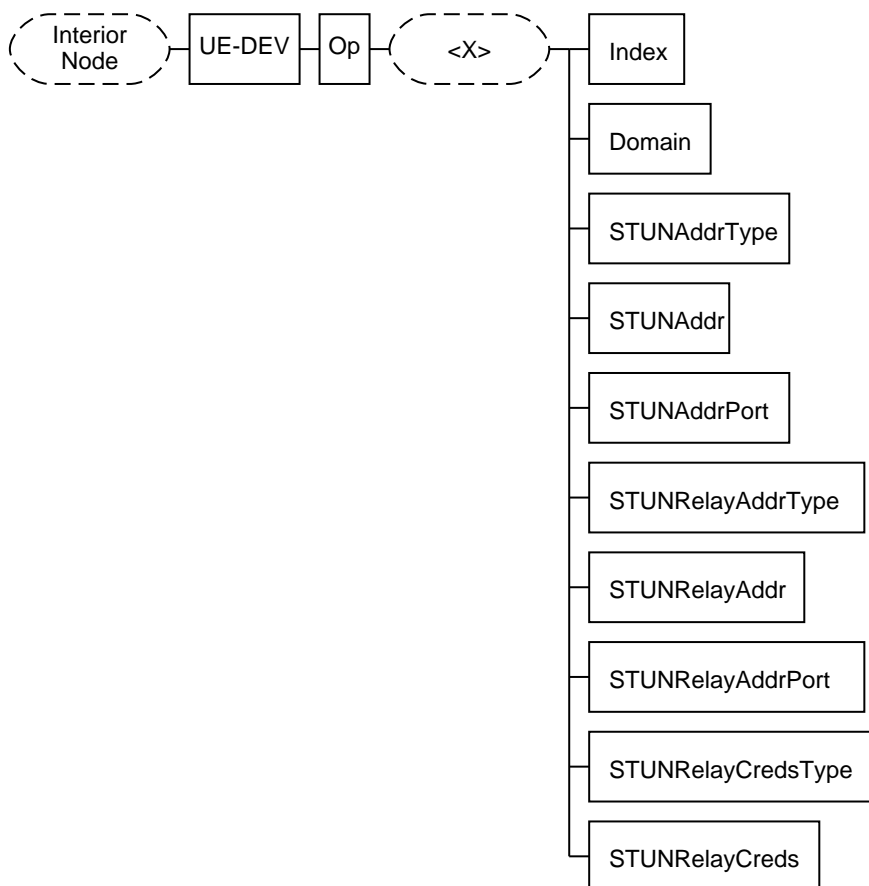 Interior
Node
UE-DEV
Op
<X>
Index
Domain
STUNAddrType
STUNAddr
STUNAddrPort
STUNRelayAddrType
STUNRelayAddr
STUNRelayAddrPort
STUNRelayCredsType
STUNRelayCreds